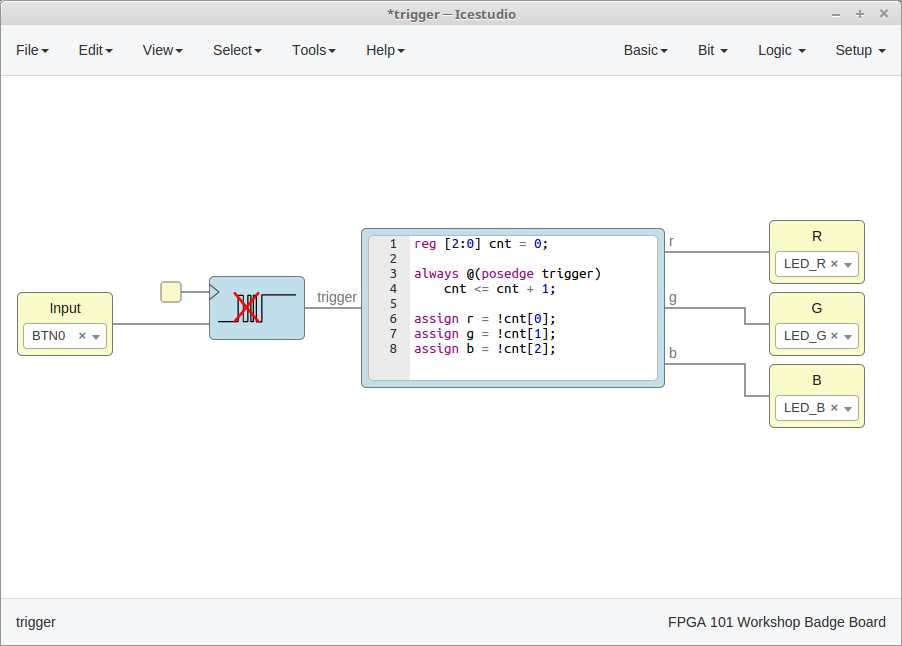 *trigger ─ Icestudio
File Edit View Select Tools Help Basic Bit Logic Setup
Input
BTN0 ×
trigger
1 reg [2:0] cnt = 0;
2
3 always @(posedge trigger)
4     cnt <= cnt + 1;
5
6 assign r = !cnt[0];
7 assign g = !cnt[1];
8 assign b = !cnt[2];
r
g
b
R
LED_R ×
G
LED_G ×
B
LED_B ×
trigger
FPGA 101 Workshop Badge Board